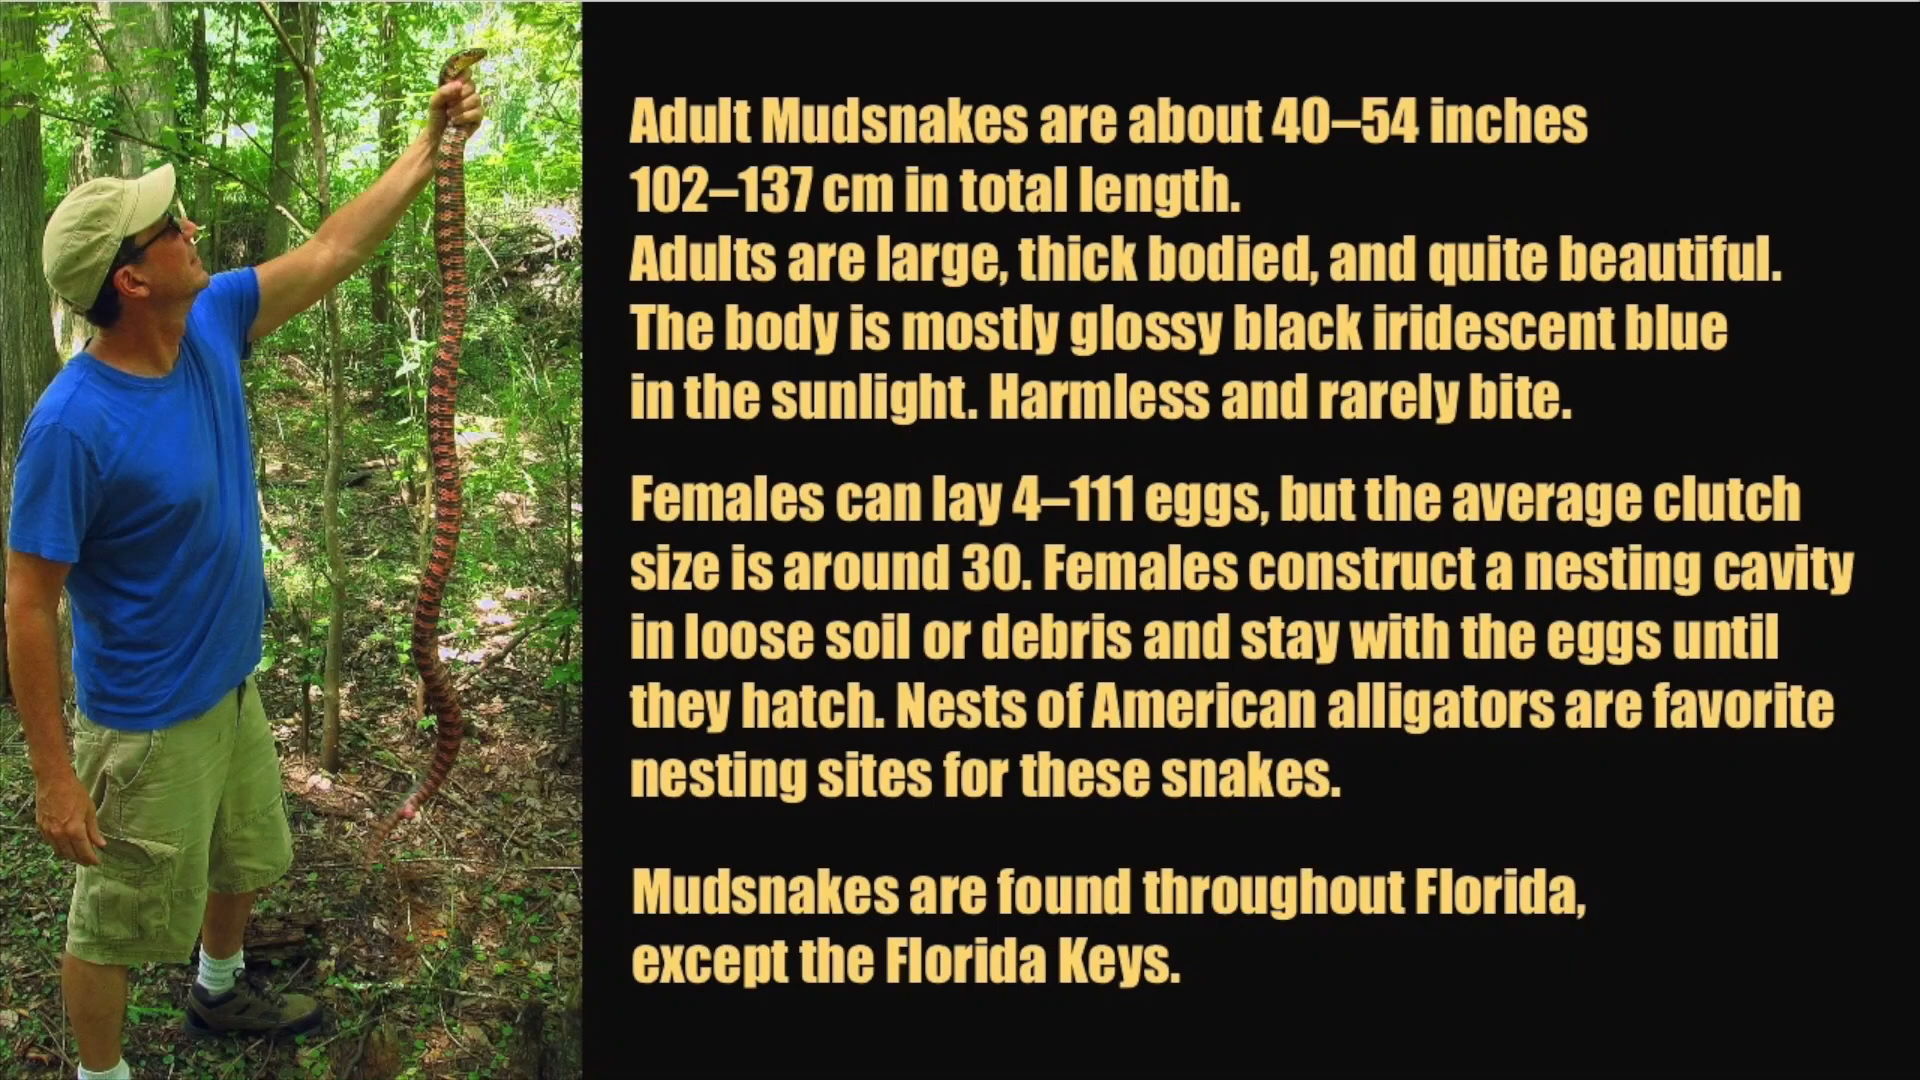 Adult Mudsnakes are about 40–54 inches
102–137 cm in total length.
Adults are large, thick bodied, and quite beautiful.
The body is mostly glossy black iridescent blue
in the sunlight. Harmless and rarely bite.
Females can lay 4–111 eggs, but the average clutch
size is around 30. Females construct a nesting cavity
in loose soil or debris and stay with the eggs until
they hatch. Nests of American alligators are favorite
nesting sites for these snakes.
Mudsnakes are found throughout Florida,
except the Florida Keys.